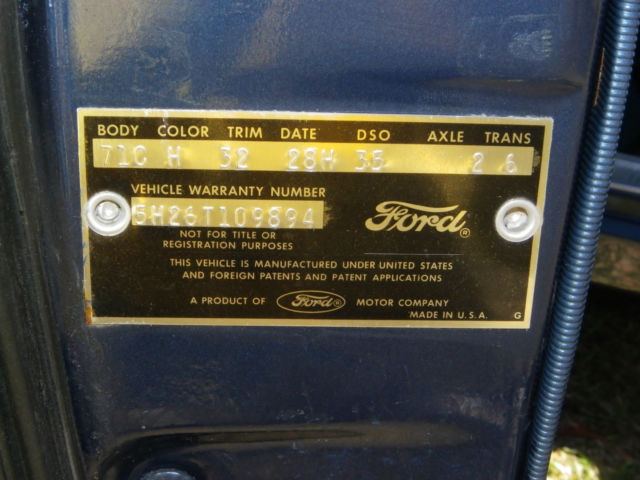 BODY COLOR TRIM DATE DSO AXLE TRANS
71C H 32 28H 35 2 6
VEHICLE WARRANTY NUMBER
5H26T109894
Ford®
NOT FOR TITLE OR
REGISTRATION PURPOSES
THIS VEHICLE IS MANUFACTURED UNDER UNITED STATES
AND FOREIGN PATENTS AND PATENT APPLICATIONS
A PRODUCT OF Ford® MOTOR COMPANY
MADE IN U.S.A. G